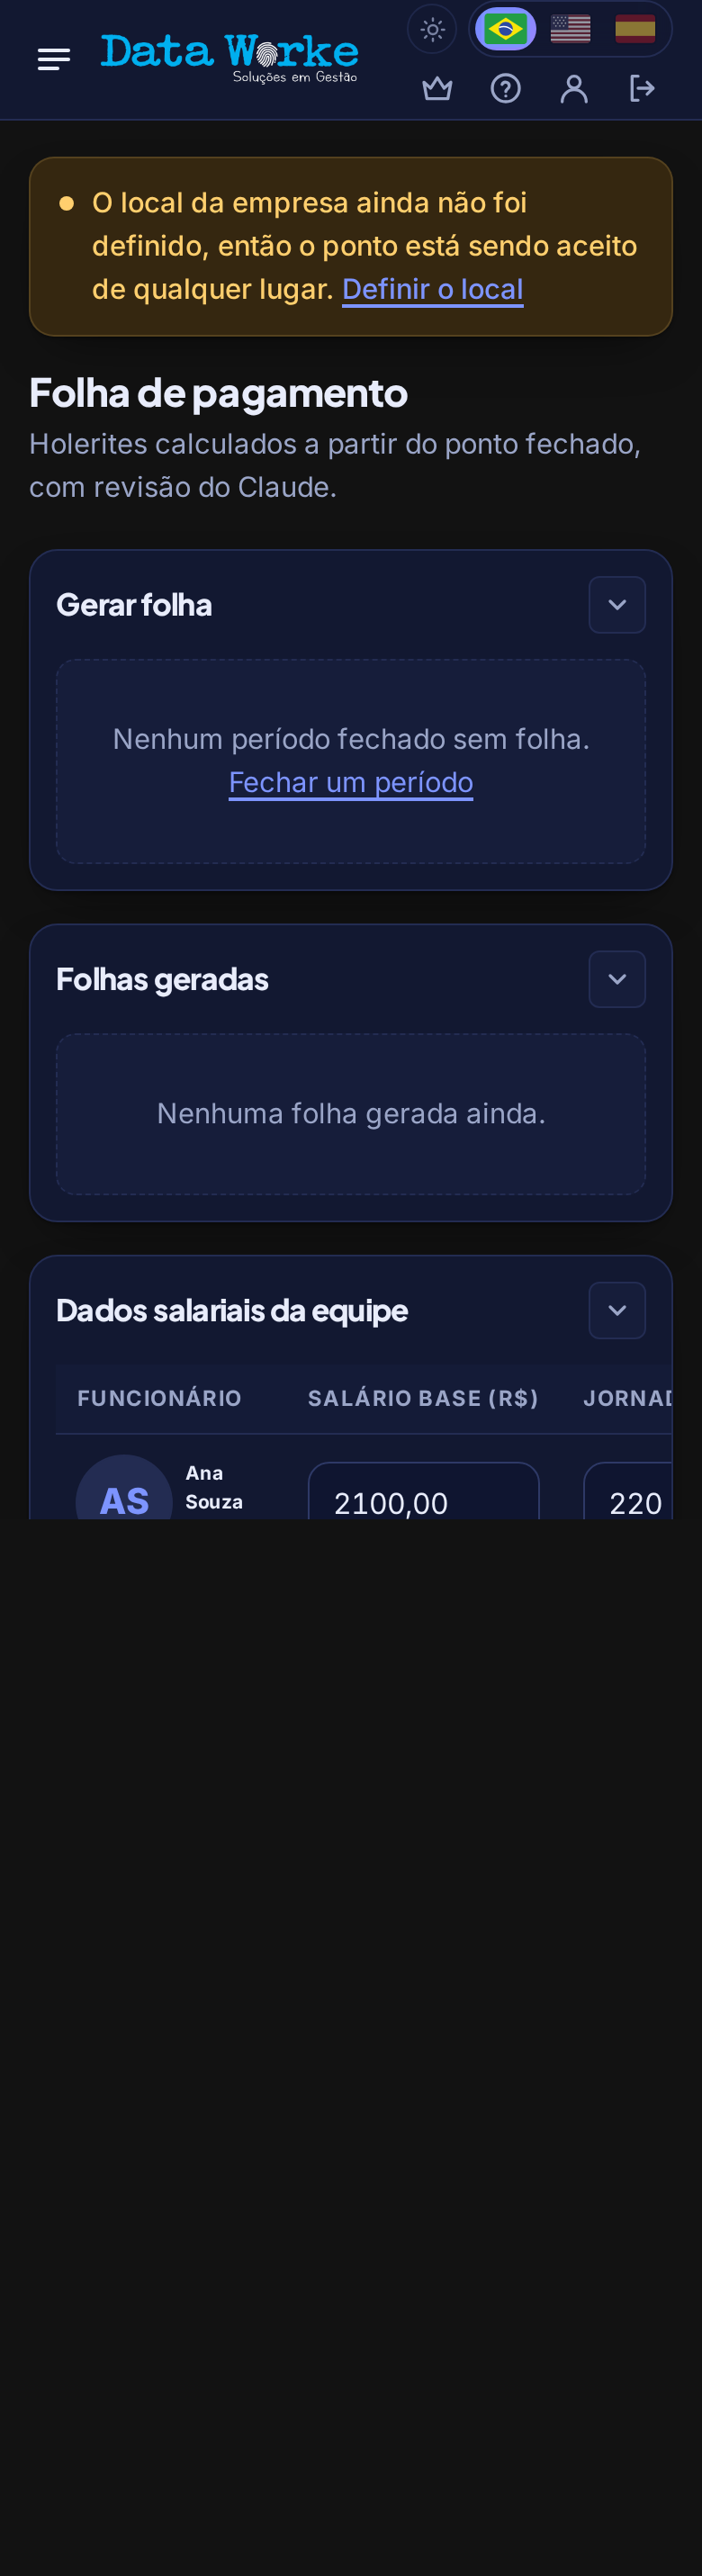 Data Worke
Soluções em Gestão
O local da empresa ainda não foi
definido, então o ponto está sendo aceito
de qualquer lugar. Definir o local
Folha de pagamento
Holerites calculados a partir do ponto fechado,
com revisão do Claude.
Gerar folha
Nenhum período fechado sem folha.
Fechar um período
Folhas geradas
Nenhuma folha gerada ainda.
Dados salariais da equipe
FUNCIONÁRIO SALÁRIO BASE (R$) JORNAD
AS Ana
Souza
2100,00 220